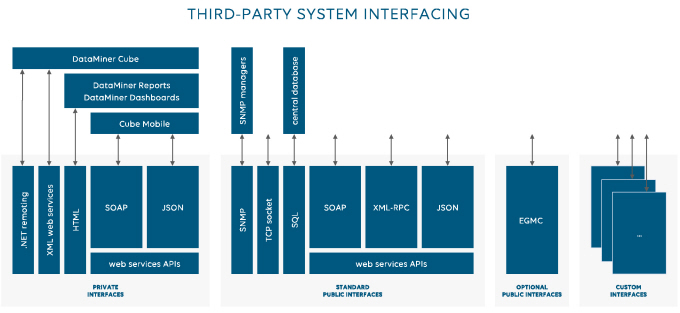 THIRD-PARTY SYSTEM INTERFACING
DataMiner Cube
DataMiner Reports
DataMiner Dashboards
Cube Mobile
SNMP managers
central database
.NET remoting
XML web services
HTML
SOAP
JSON
web services APIs
SNMP
TCP socket
SQL
SOAP
XML-RPC
JSON
web services APIs
EGMC
...
PRIVATE
INTERFACES
STANDARD
PUBLIC INTERFACES
OPTIONAL
PUBLIC INTERFACES
CUSTOM
INTERFACES